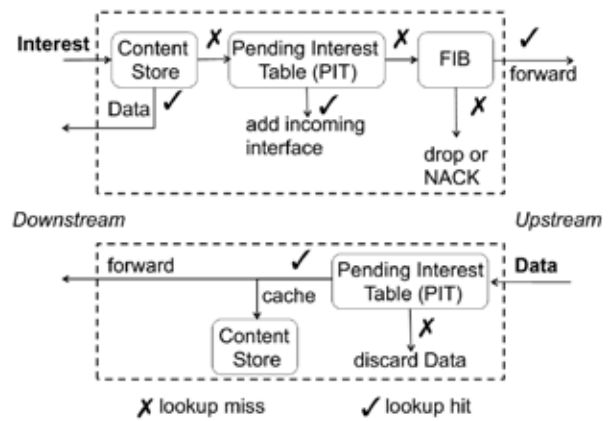 Interest
Content
Store
Pending Interest
Table (PIT)
FIB
forward
Data
add incoming
interface
drop or
NACK
Downstream
Upstream
forward
Pending Interest
Table (PIT)
Data
cache
Content
Store
discard Data
✗ lookup miss
✓ lookup hit